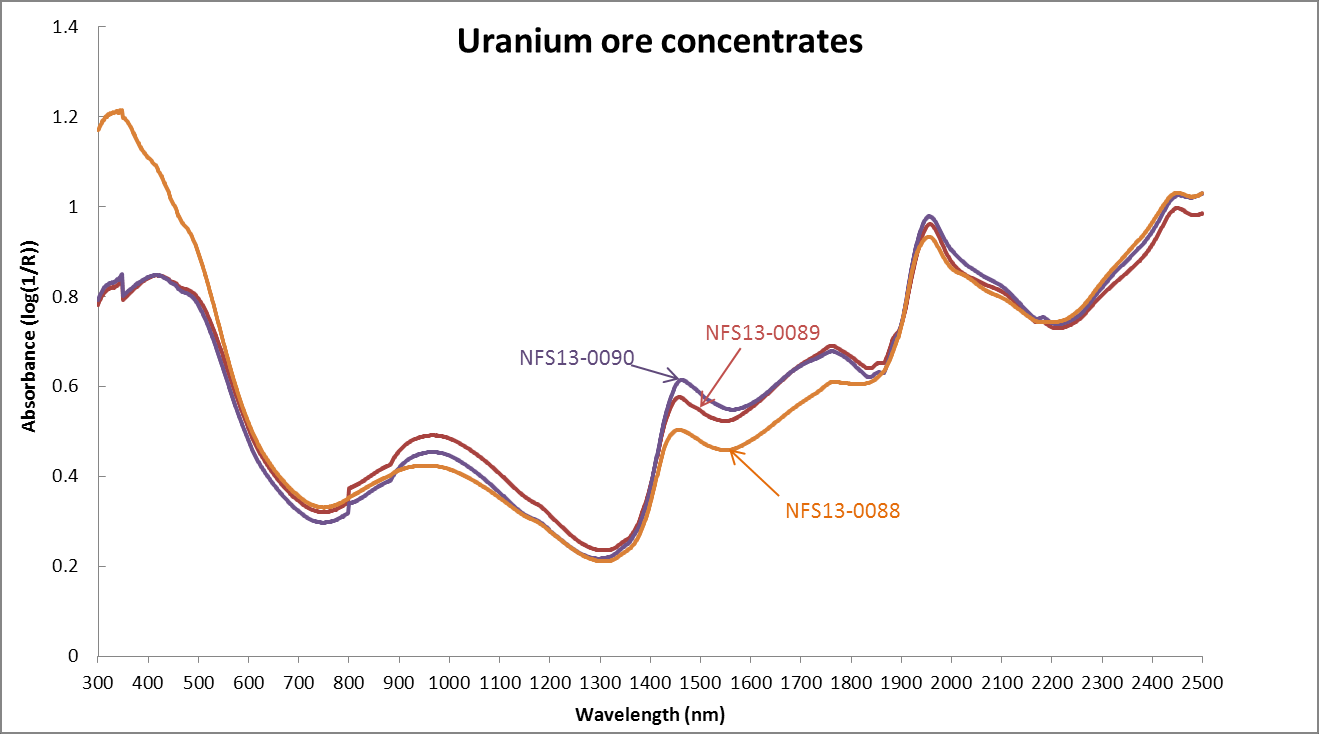 Uranium ore concentrates
1.4
1.2
1
0.8
0.6
0.4
0.2
0
Absorbance (log(1/R))
NFS13-0089
NFS13-0090
NFS13-0088
300 400 500 600 700 800 900 1000 1100 1200 1300 1400 1500 1600 1700 1800 1900 2000 2100 2200 2300 2400 2500
Wavelength (nm)